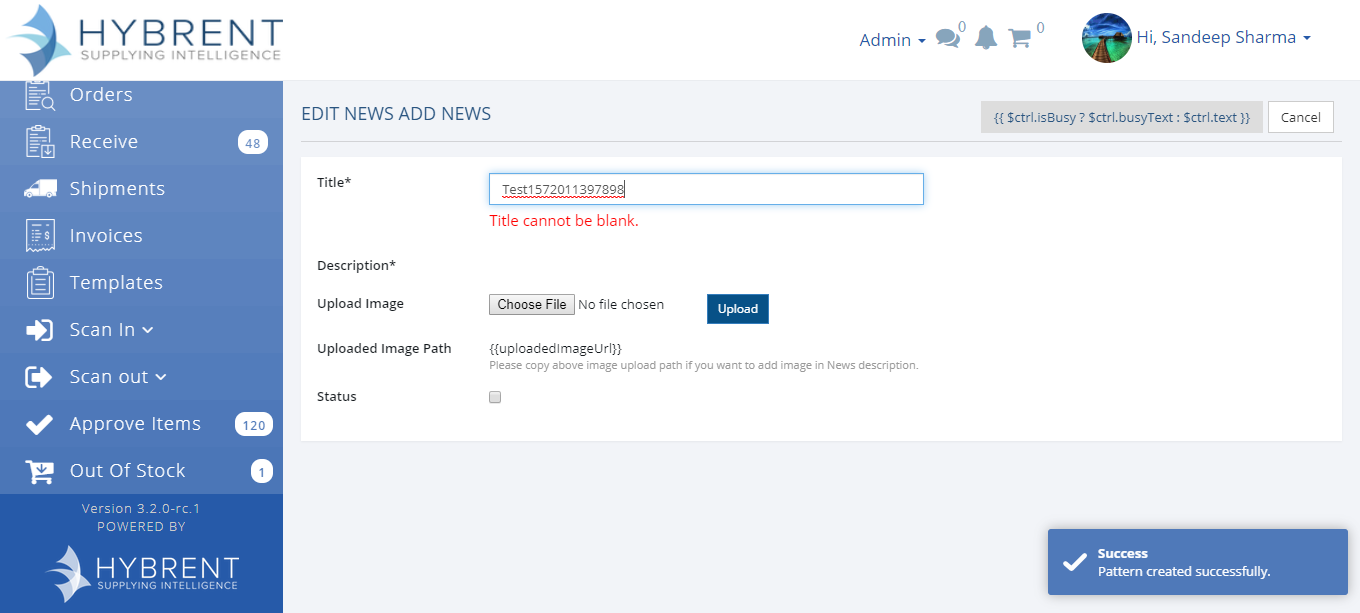 HYBRENT
SUPPLYING INTELLIGENCE
Admin
0
0
Hi, Sandeep Sharma
Orders
Receive 48
Shipments
Invoices
Templates
Scan In
Scan out
Approve Items 120
Out Of Stock 1
Version 3.2.0-rc.1
POWERED BY
HYBRENT
SUPPLYING INTELLIGENCE
EDIT NEWS ADD NEWS
{{ $ctrl.isBusy ? $ctrl.busyText : $ctrl.text }} Cancel
Title* Test1572011397898
Title cannot be blank.
Description*
Upload Image Choose File No file chosen Upload
Uploaded Image Path {{uploadedImageUrl}}
Please copy above image upload path if you want to add image in News description.
Status
Success
Pattern created successfully.